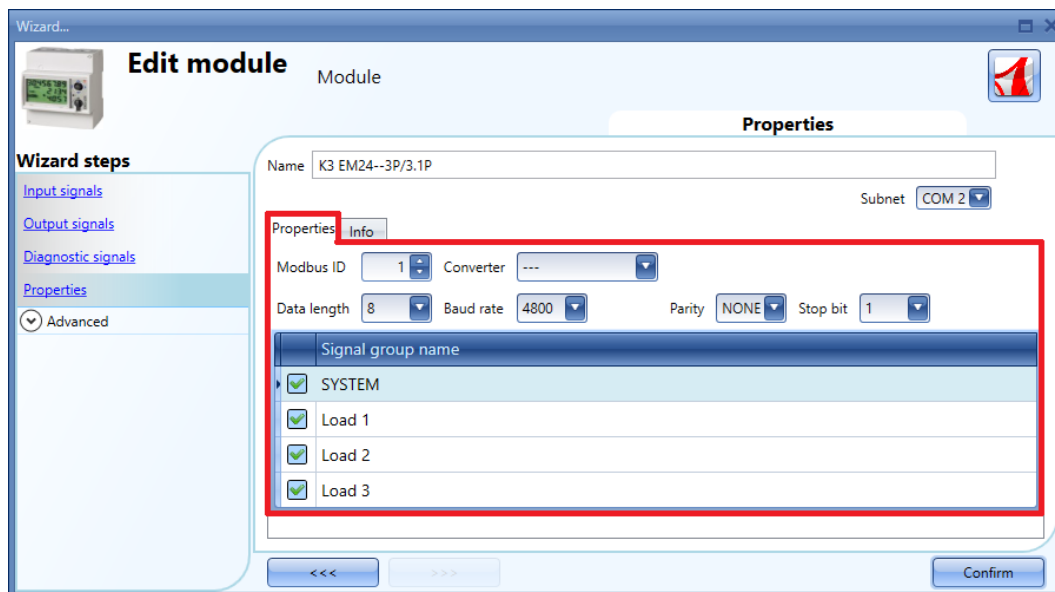 Wizard...
Edit module
Module
Properties
Wizard steps
Input signals
Output signals
Diagnostic signals
Properties
Advanced
Name K3 EM24--3P/3.1P
Subnet COM 2
Properties Info
Modbus ID 1 Converter ---
Data length 8 Baud rate 4800 Parity NONE Stop bit 1
Signal group name
SYSTEM
Load 1
Load 2
Load 3
<<< >>> Confirm